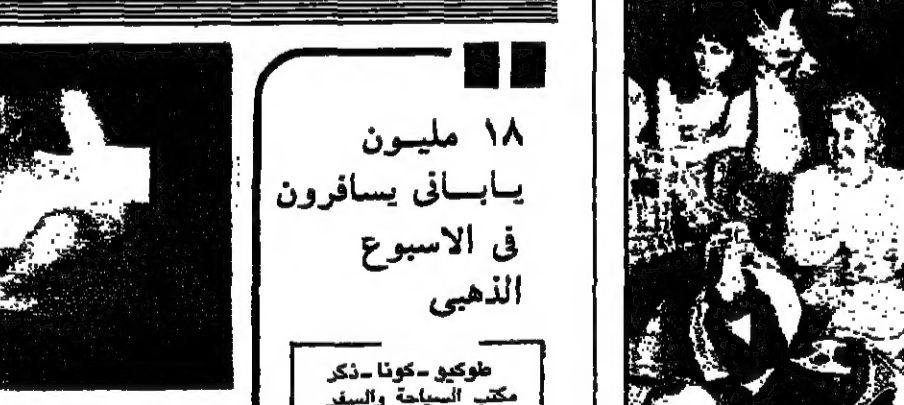 ١٨ مليـون
يـابـانى يسافرون
فى الاسبوع
الذهبى
طوكيو ـ كونا ـ ذكر
مكتب السياحة والسفر